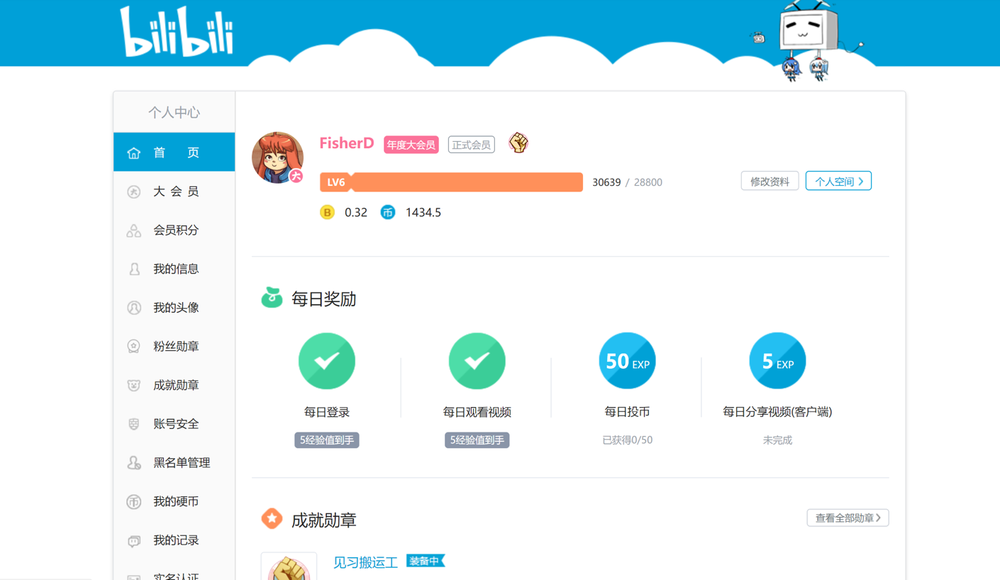 bilibili
个人中心
首 页
大 会 员
会员积分
我的信息
我的头像
粉丝勋章
成就勋章
账号安全
黑名单管理
我的硬币
我的记录
实名认证
FisherD 年度大会员 正式会员
大
LV6 30639 / 28800
修改资料 个人空间
B 0.32 币 1434.5
每日奖励
50 EXP 5 EXP
每日登录 每日观看视频 每日投币 每日分享视频(客户端)
5经验值到手 5经验值到手 已获得0/50 未完成
成就勋章 查看全部勋章
见习搬运工 装备中